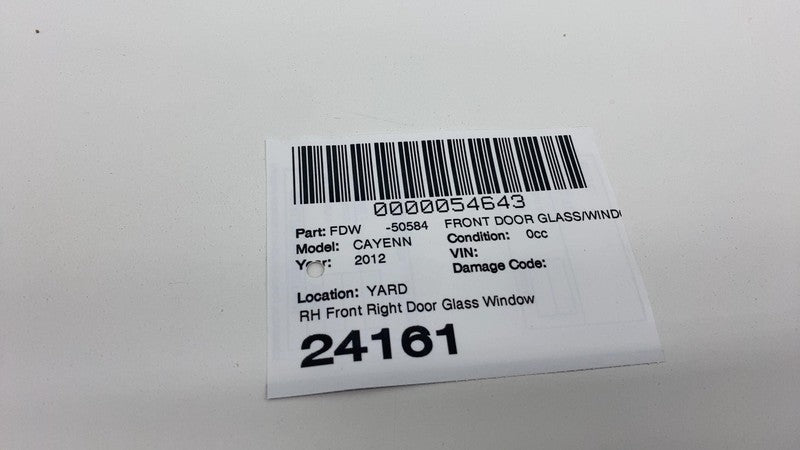 0000054643
Part: FDW -50584 FRONT DOOR GLASS/WIND
Model: CAYENN Condition: 0cc
Year: 2012 VIN:
Damage Code:
Location: YARD
RH Front Right Door Glass Window
24161